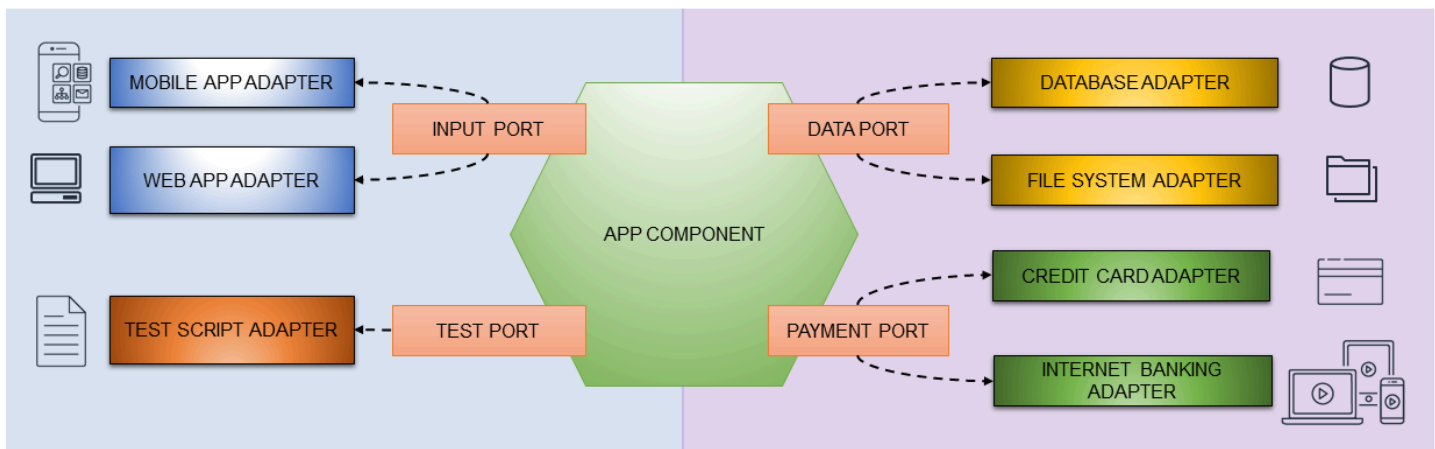 MOBILE APP ADAPTER
INPUT PORT
WEB APP ADAPTER
TEST SCRIPT ADAPTER
TEST PORT
APP COMPONENT
DATA PORT
DATABASE ADAPTER
FILE SYSTEM ADAPTER
PAYMENT PORT
CREDIT CARD ADAPTER
INTERNET BANKING
ADAPTER